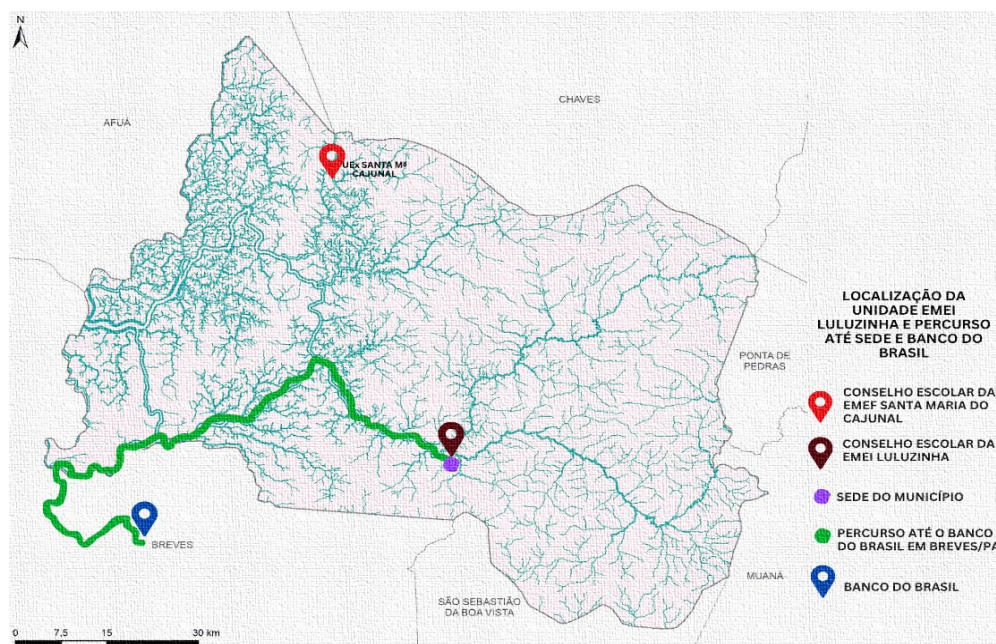 N
CHAVES
AFUÁ
UEx SANTA Mª
CAJUNAL
LOCALIZAÇÃO DA
UNIDADE EMEI
LULUZINHA E PERCURSO
ATÉ SEDE E BANCO DO
BRASIL
PONTA DE
PEDRAS
CONSELHO ESCOLAR DA
EMEF SANTA MARIA DO
CAJUNAL
CONSELHO ESCOLAR DA
EMEI LULUZINHA
SEDE DO MUNICÍPIO
PERCURSO ATÉ O BANCO
DO BRASIL EM BREVES/PA
BREVES
MUANÁ
BANCO DO BRASIL
SÃO SEBASTIÃO
DA BOA VISTA
0 7,5 15 30 km